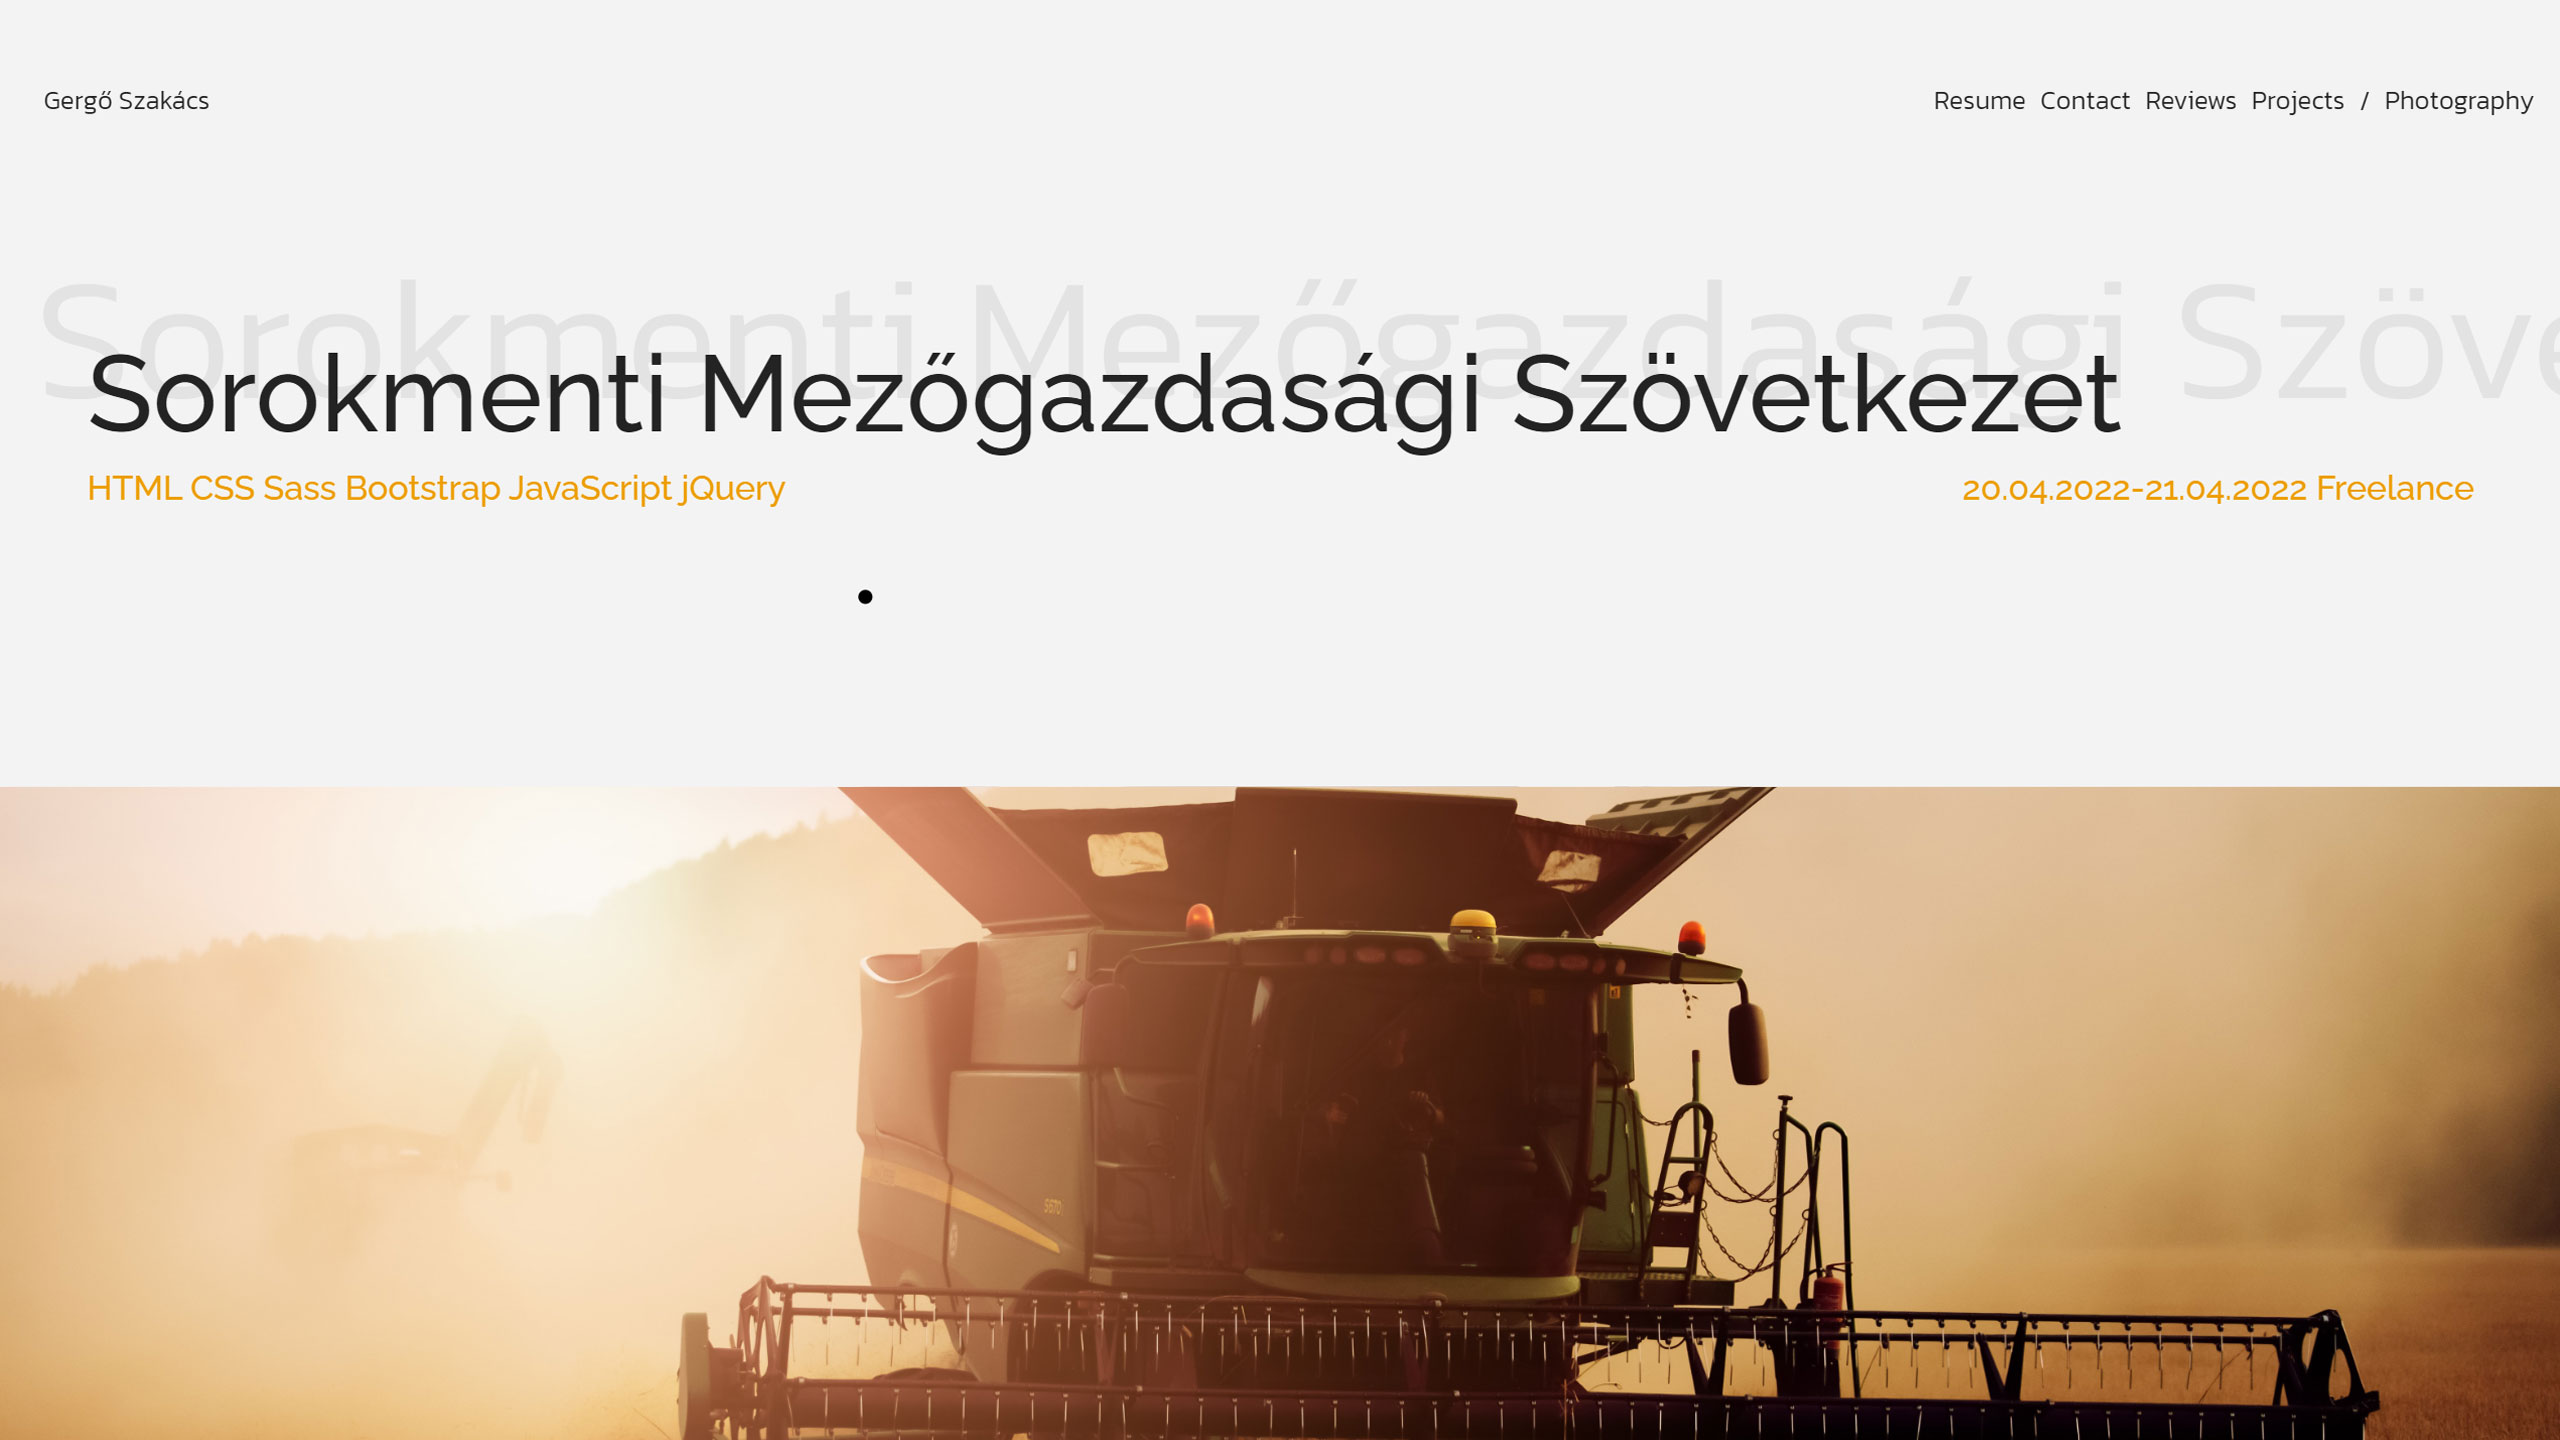 Gergő Szakács
Resume Contact Reviews Projects / Photography
Sorokmenti Mezőgazdasági Szöve
Sorokmenti Mezőgazdasági Szövetkezet
HTML CSS Sass Bootstrap JavaScript jQuery
20.04.2022-21.04.2022 Freelance